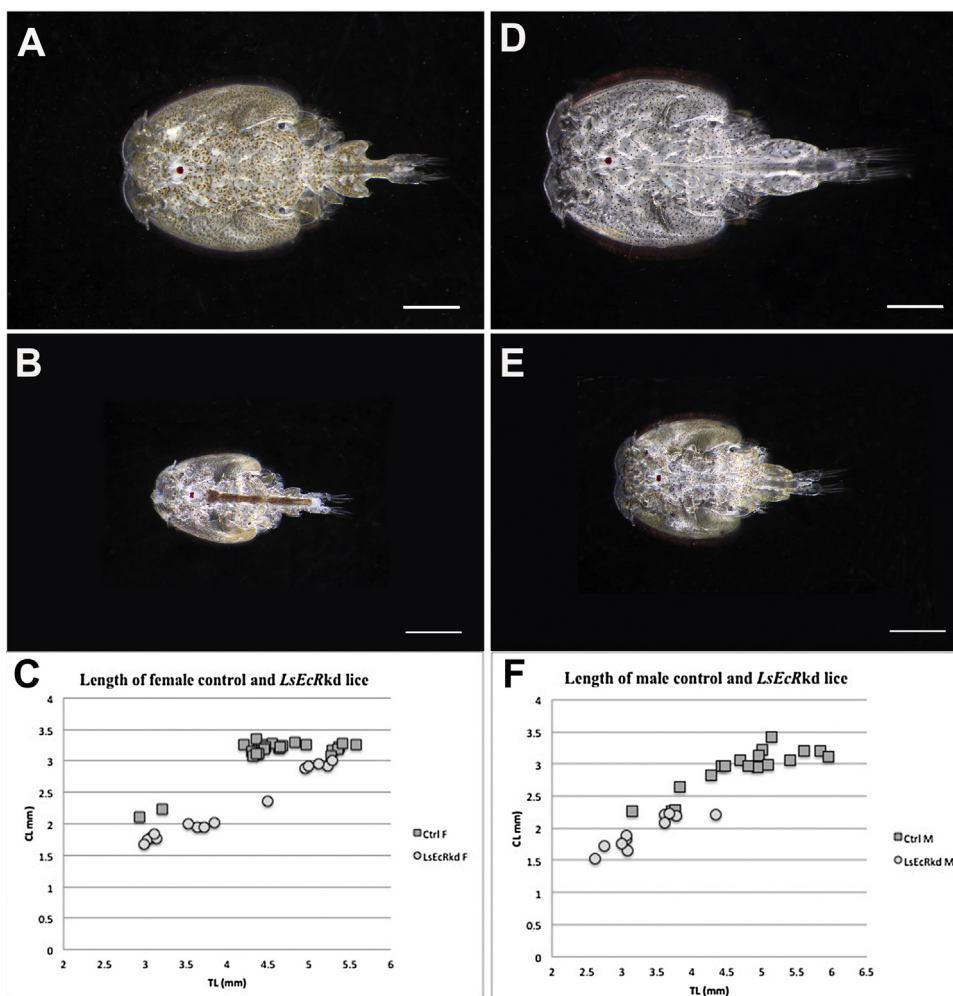 A
D
B
E
C
Length of female control and LsEcRkd lice
4
3.5
3
2.5
2
1.5
1
0.5
0
CL mm
2
2.5
3
3.5
4
4.5
5
5.5
6
TL (mm)
Ctrl F
LsEcRkd F
F
Length of male control and LsEcRkd lice
4
3.5
3
2.5
2
1.5
1
0.5
0
CL mm
2
2.5
3
3.5
4
4.5
5
5.5
6
6.5
TL (mm)
Ctrl M
LsEcRkd M